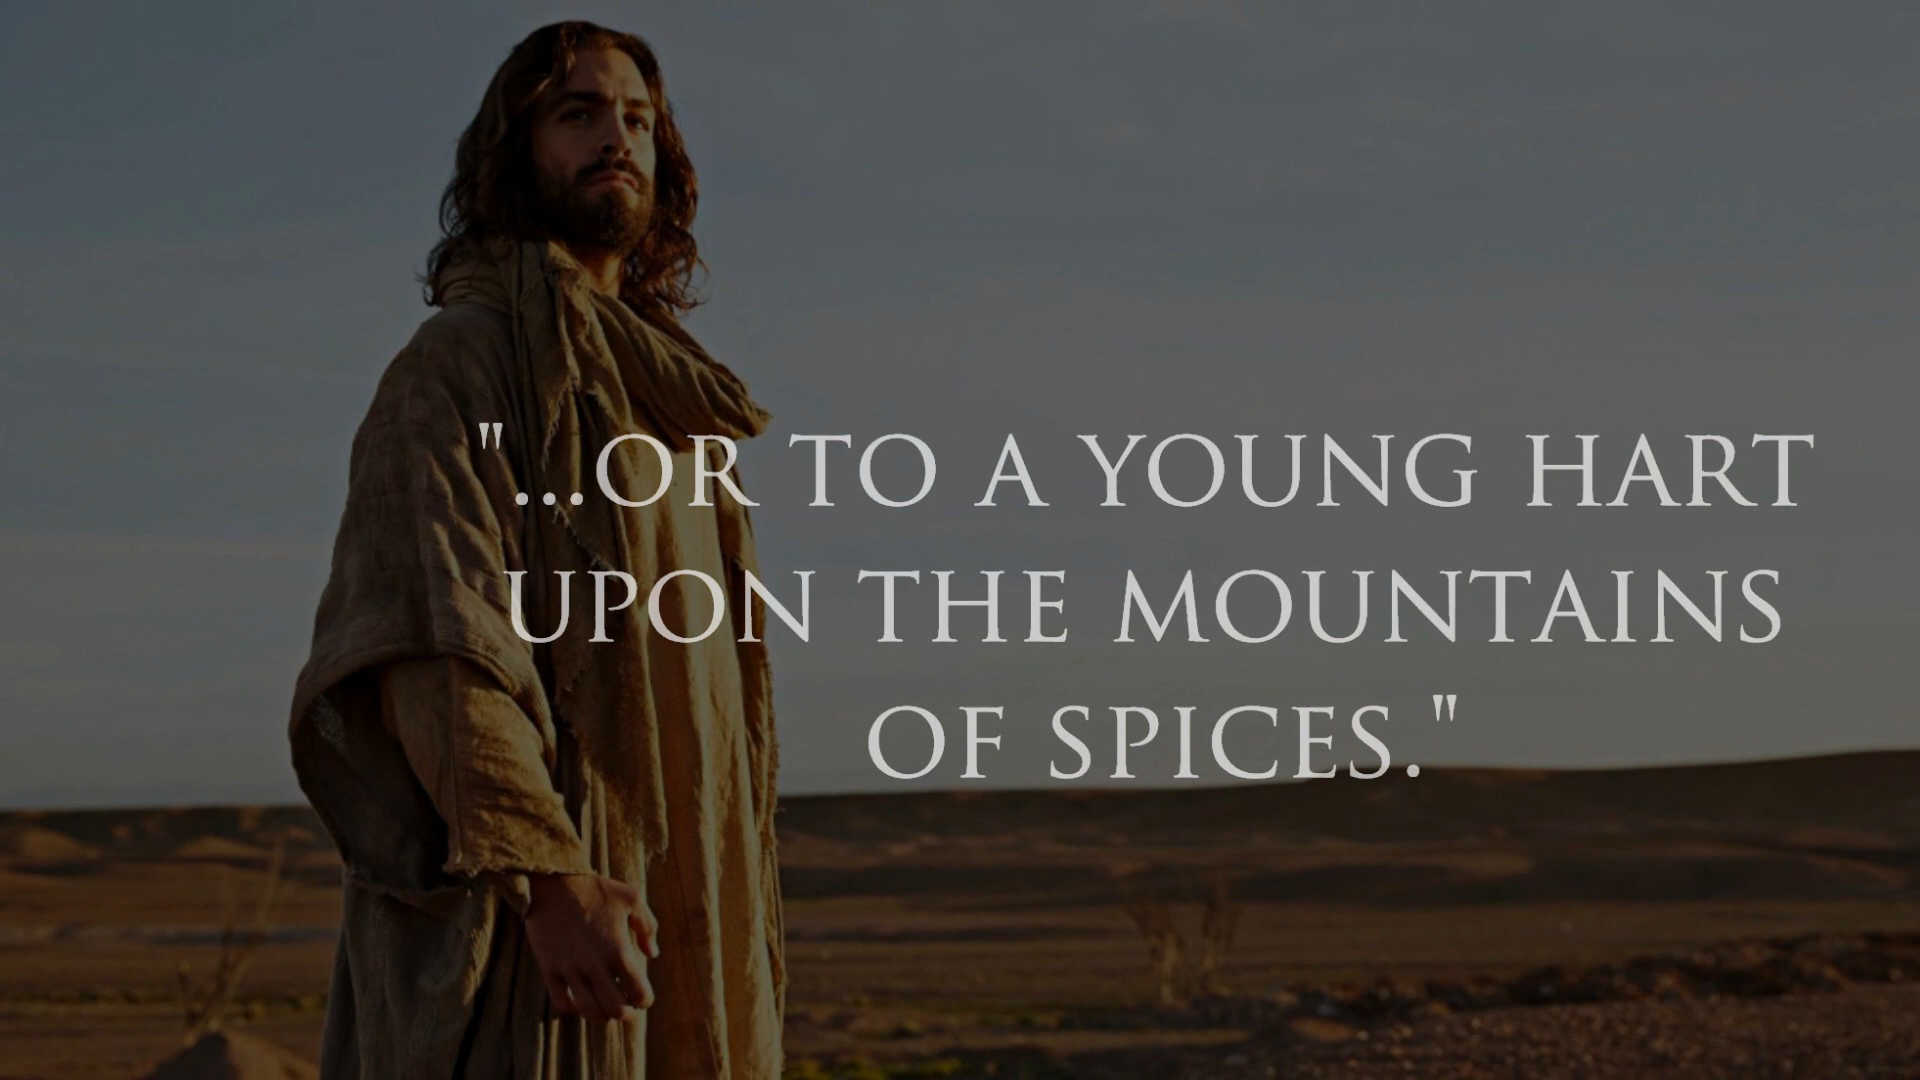 "...OR TO A YOUNG HART
UPON THE MOUNTAINS
OF SPICES."